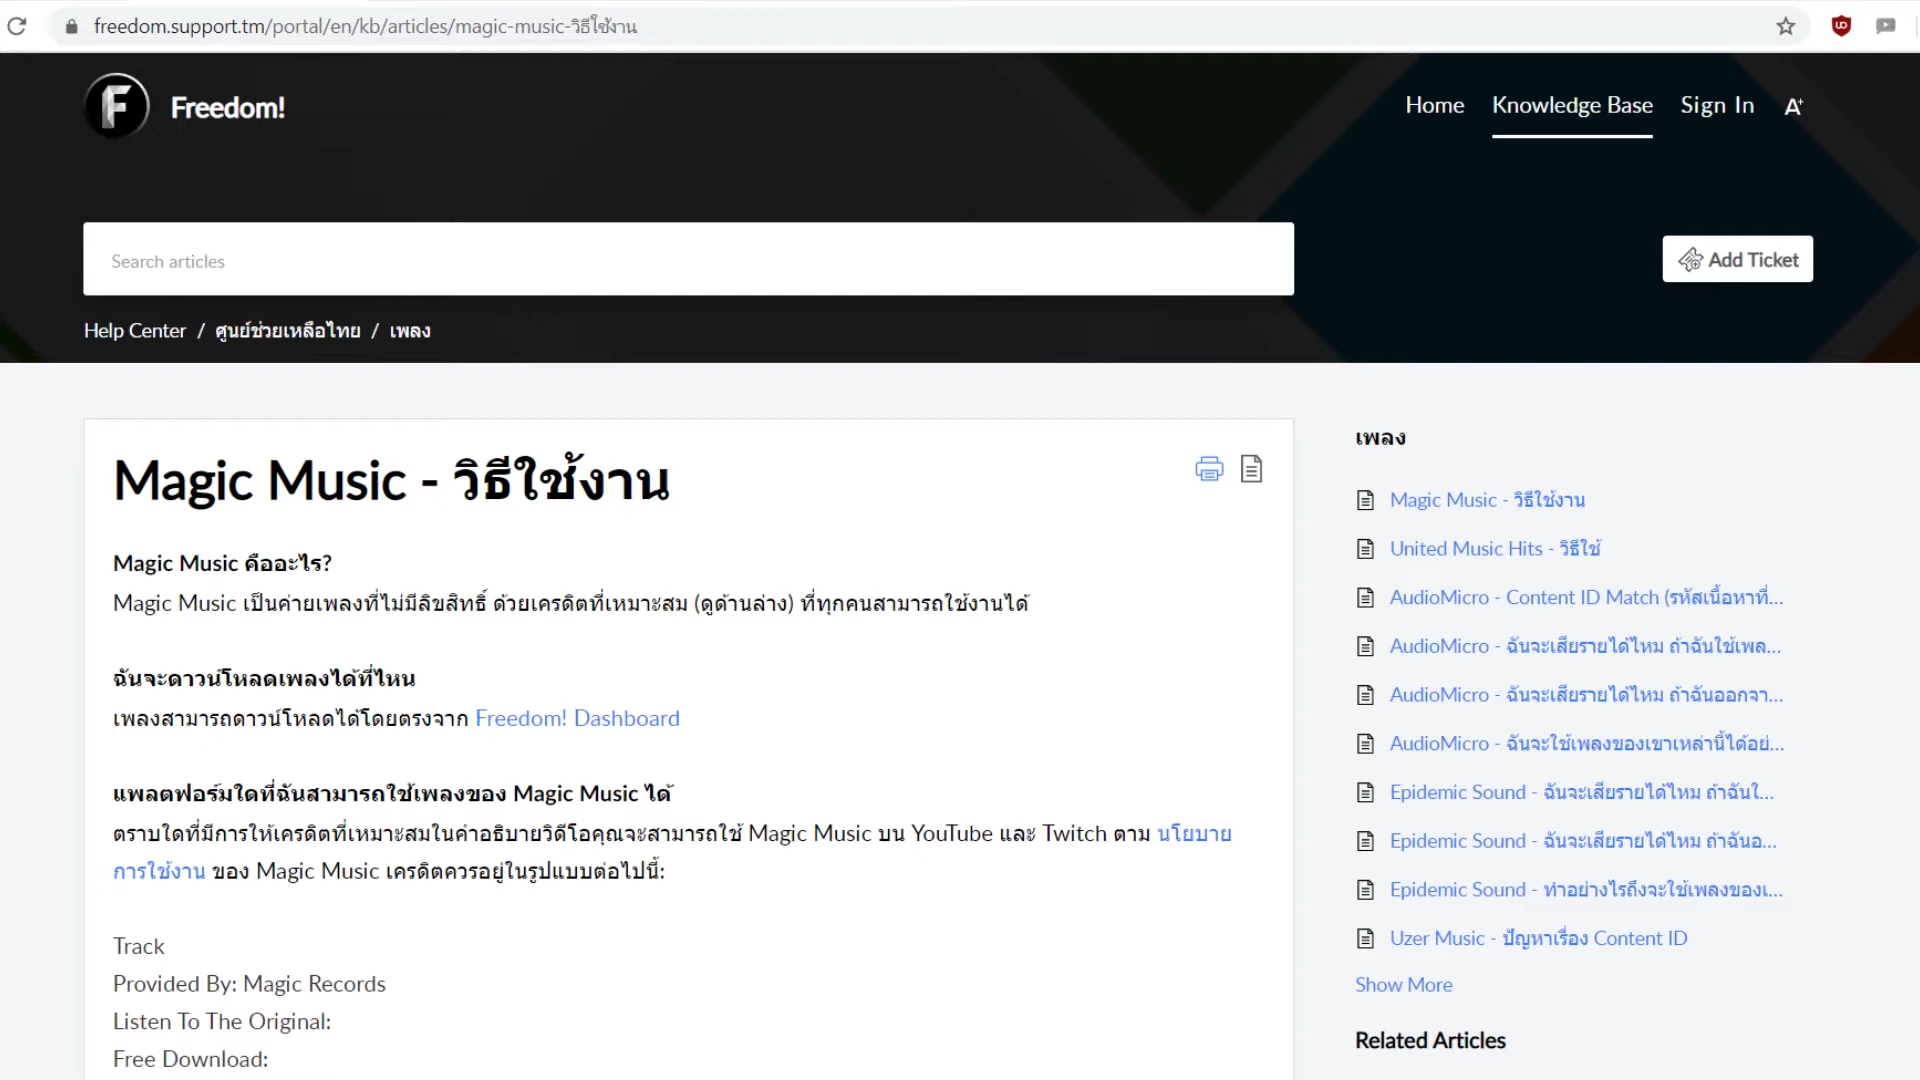 freedom.support.tm/portal/en/kb/articles/magic-music-วิธีใช้งาน
Freedom!
Home
Knowledge Base
Sign In
A+
Search articles
Add Ticket
Help Center / ศูนย์ช่วยเหลือไทย / เพลง
Magic Music - วิธีใช้งาน
Magic Music คืออะไร?
Magic Music เป็นค่ายเพลงที่ไม่มีลิขสิทธิ์ ด้วยเครดิตที่เหมาะสม (ดูด้านล่าง) ที่ทุกคนสามารถใช้งานได้
ฉันจะดาวน์โหลดเพลงได้ที่ไหน
เพลงสามารถดาวน์โหลดได้โดยตรงจาก Freedom! Dashboard
แพลตฟอร์มใดที่ฉันสามารถใช้เพลงของ Magic Music ได้
ตราบใดที่มีการให้เครดิตที่เหมาะสมในคำอธิบายวิดีโอคุณจะสามารถใช้ Magic Music บน YouTube และ Twitch ตาม นโยบาย
การใช้งาน ของ Magic Music เครดิตควรอยู่ในรูปแบบต่อไปนี้:
Track
Provided By: Magic Records
Listen To The Original:
Free Download:
เพลง
Magic Music - วิธีใช้งาน
United Music Hits - วิธีใช้
AudioMicro - Content ID Match (รหัสเนื้อหาที่...
AudioMicro - ฉันจะเสียรายได้ไหม ถ้าฉันใช้เพล...
AudioMicro - ฉันจะเสียรายได้ไหม ถ้าฉันออกจา...
AudioMicro - ฉันจะใช้เพลงของเขาเหล่านี้ได้อย่...
Epidemic Sound - ฉันจะเสียรายได้ไหม ถ้าฉันใ...
Epidemic Sound - ฉันจะเสียรายได้ไหม ถ้าฉันอ...
Epidemic Sound - ทำอย่างไรถึงจะใช้เพลงของเ...
Uzer Music - ปัญหาเรื่อง Content ID
Show More
Related Articles